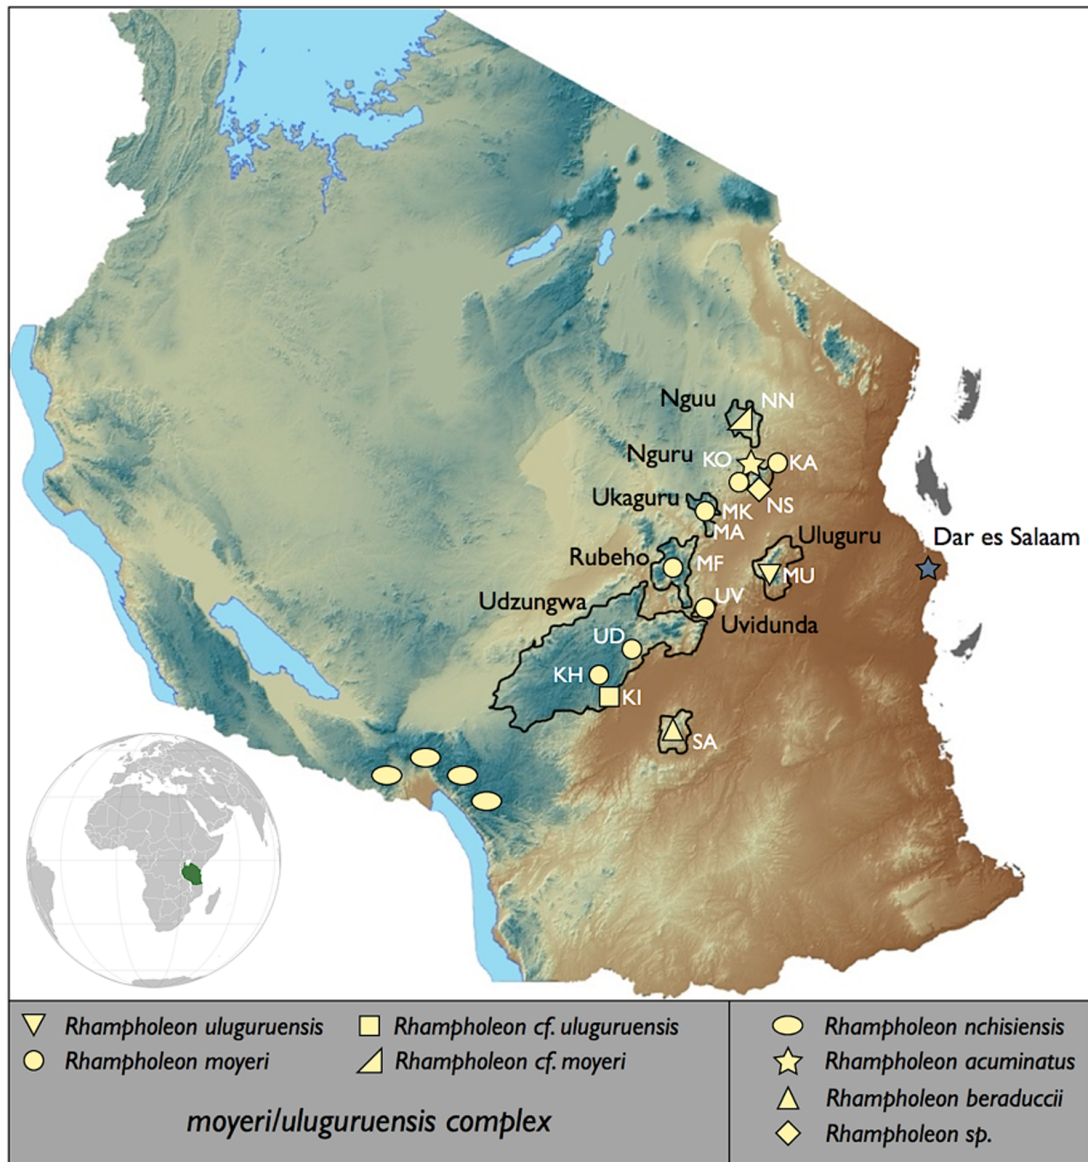 Nguu
NN
Nguru
KO
KA
Ukaguru
MK
NS
MA
Uluguru
Dar es Salaam
Rubeho
MF
MU
Udzungwa
UV
Uvidunda
UD
KH
KI
SA
Rhampholeon uluguruensis
Rhampholeon cf. uluguruensis
Rhampholeon moyeri
Rhampholeon cf. moyeri
moyeri/uluguruensis complex
Rhampholeon nchisiensis
Rhampholeon acuminatus
Rhampholeon beraduccii
Rhampholeon sp.